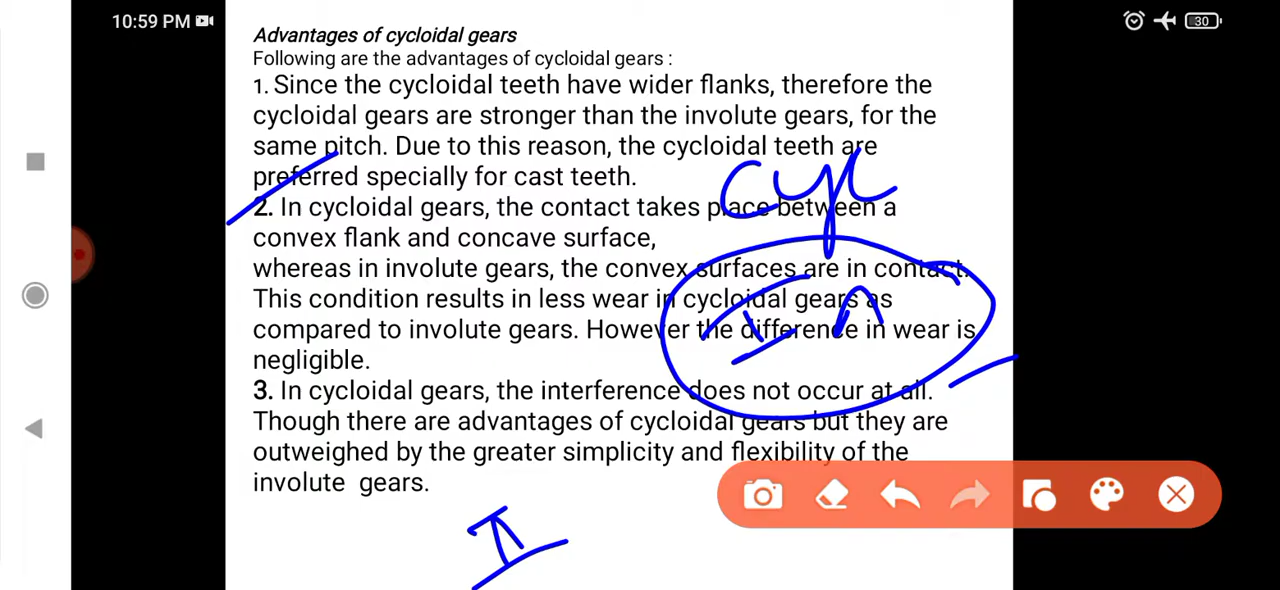 10:59 PM
30
Advantages of cycloidal gears
Following are the advantages of cycloidal gears :
1. Since the cycloidal teeth have wider flanks, therefore the
cycloidal gears are stronger than the involute gears, for the
same pitch. Due to this reason, the cycloidal teeth are
preferred specially for cast teeth.
cyc
2. In cycloidal gears, the contact takes place between a
convex flank and concave surface,
whereas in involute gears, the convex surfaces are in contact.
This condition results in less wear in cycloidal gears as
compared to involute gears. However the difference in wear is
negligible.
3. In cycloidal gears, the interference does not occur at all.
Though there are advantages of cycloidal gears but they are
outweighed by the greater simplicity and flexibility of the
involute gears.